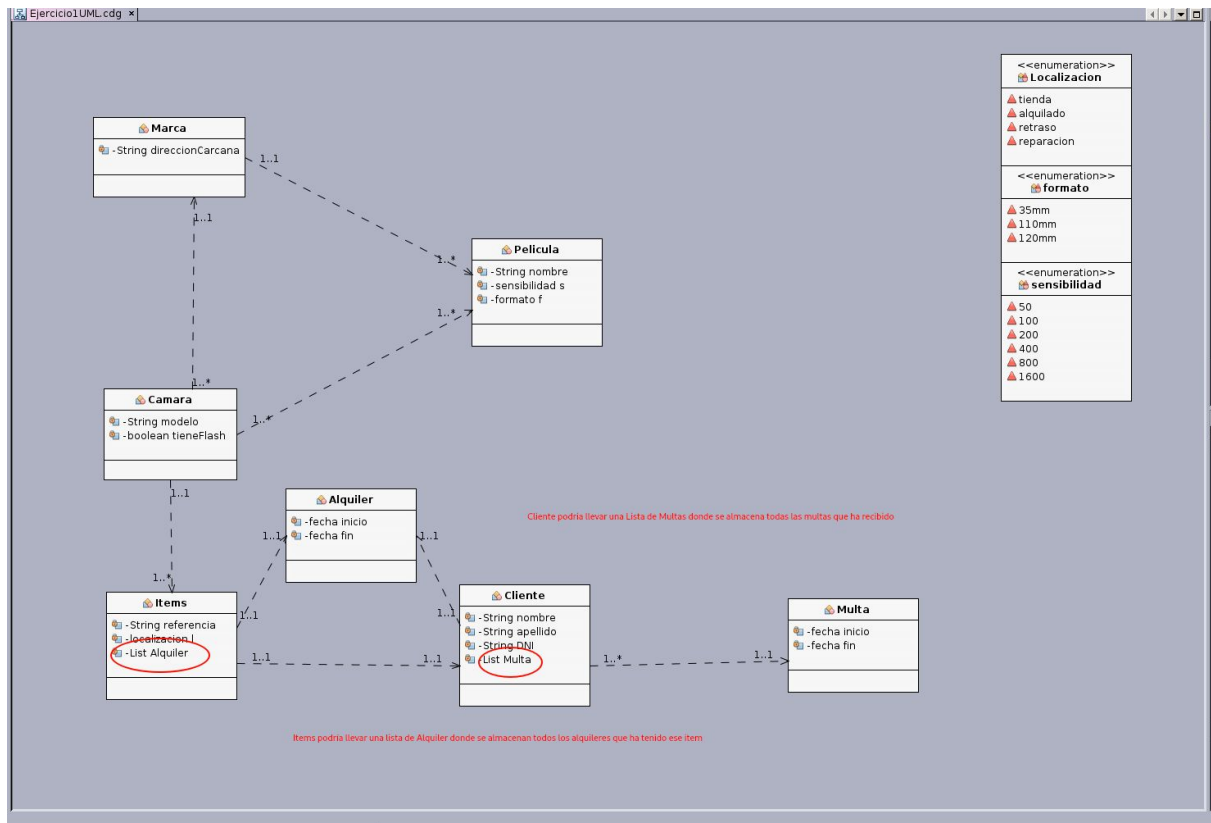 Ejercicio1UML.cdg
<<enumeration>>
Localizacion
tienda
alquilado
retraso
reparacion
<<enumeration>>
formato
35mm
110mm
120mm
<<enumeration>>
sensibilidad
50
100
200
400
800
1600
Marca
-String direccionCarcana
1..1
1..1
Pelicula
-String nombre
-sensibilidad s
-formato f
1..*
1..*
1..*
Camara
-String modelo
-boolean tieneFlash
1..*
1..1
Alquiler
-fecha inicio
-fecha fin
1..1
1..1
Cliente podría llevar una Lista de Multas donde se almacena todas las multas que ha recibido
1..*
Items
-String referencia
-localizacion l
-List Alquiler
1..1
1..1
1..1
1..1
Cliente
-String nombre
-String apellido
-String DNI
-List Multa
1..*
1..1
Multa
-fecha inicio
-fecha fin
Items podría llevar una lista de Alquiler donde se almacenan todos los alquileres que ha tenido ese item